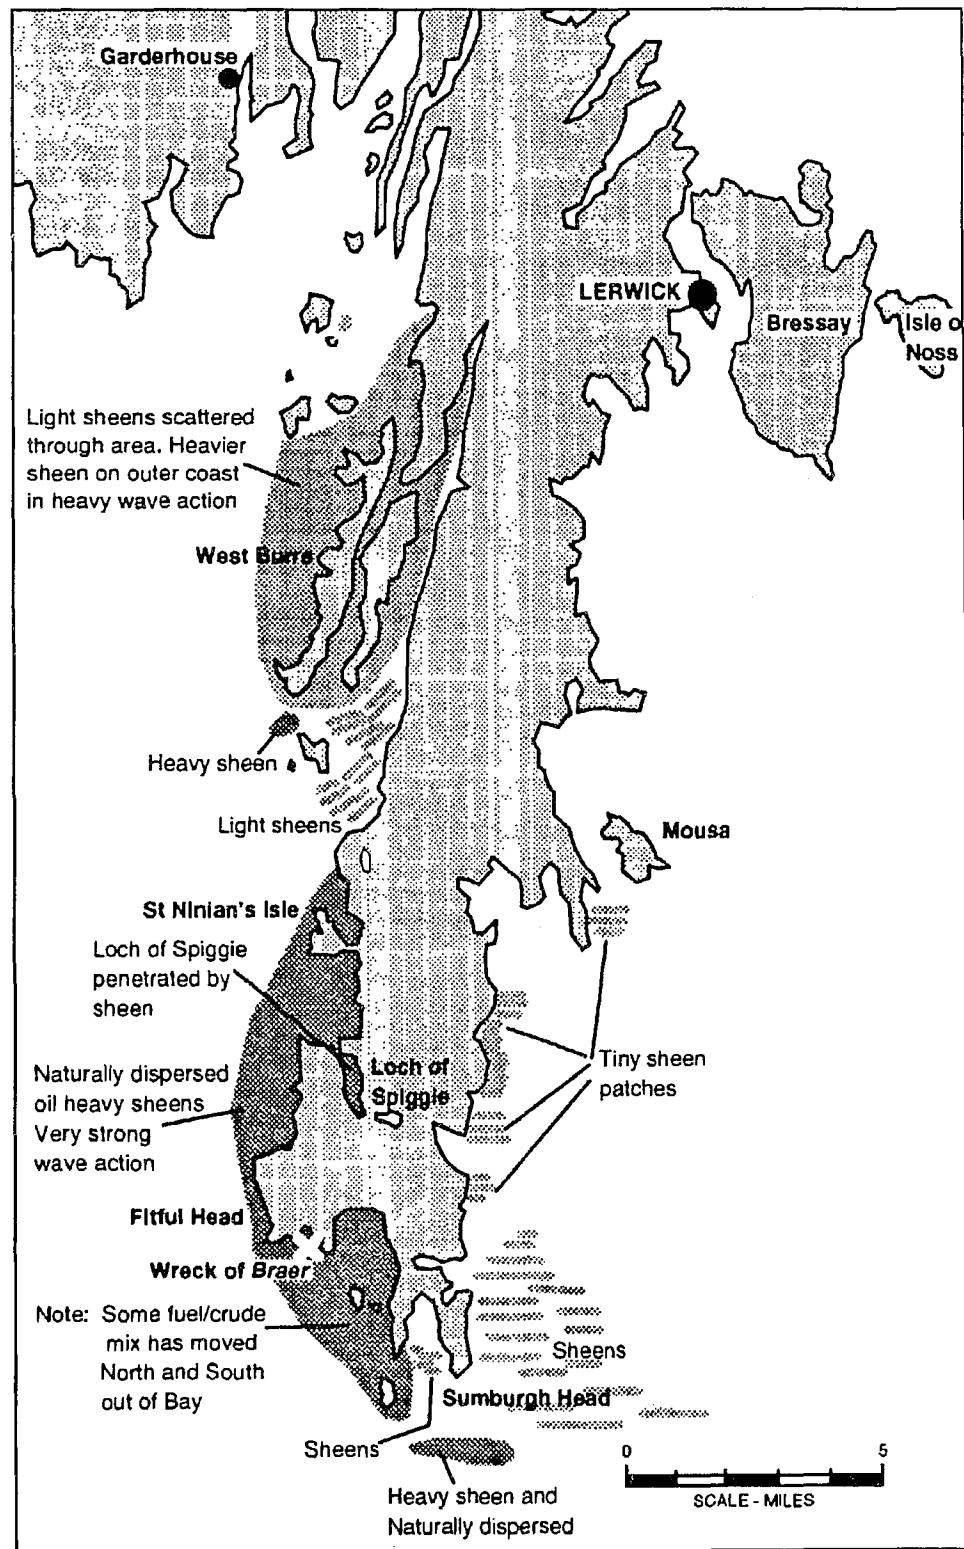 Garderhouse
LERWICK
Bressay
Isle o
Noss
Light sheens scattered
through area. Heavier
sheen on outer coast
in heavy wave action
West Burra
Heavy sheen
Light sheens
Mousa
St Ninian's Isle
Loch of Spiggie
penetrated by
sheen
Loch of
Spiggie
Tiny sheen
patches
Naturally dispersed
oil heavy sheens
Very strong
wave action
Fitful Head
Wreck of Braer
Note: Some fuel/crude
mix has moved
North and South
out of Bay
Sheens
Sumburgh Head
Sheens
0 5
SCALE - MILES
Heavy sheen and
Naturally dispersed